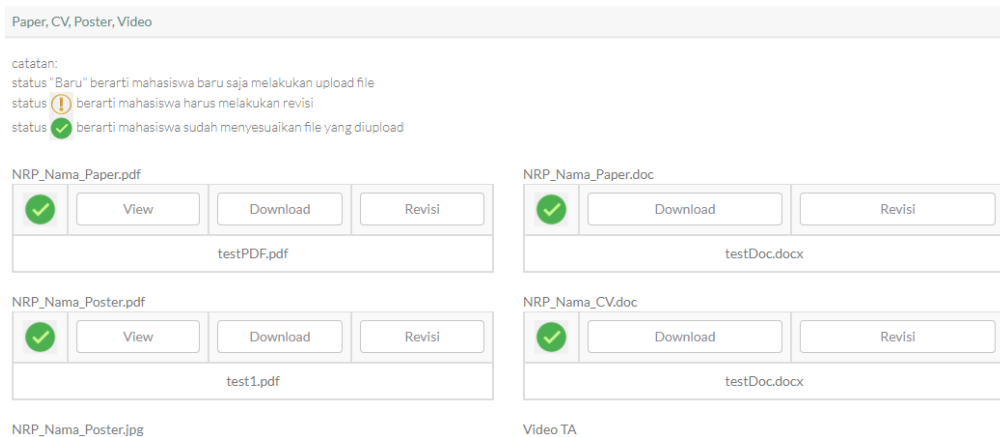 Paper, CV, Poster, Video
catatan:
status "Baru" berarti mahasiswa baru saja melakukan upload file
status berarti mahasiswa harus melakukan revisi
status berarti mahasiswa sudah menyesuaikan file yang diupload
NRP_Nama_Paper.pdf
View Download Revisi
testPDF.pdf
NRP_Nama_Paper.doc
Download Revisi
testDoc.docx
NRP_Nama_Poster.pdf
View Download Revisi
test1.pdf
NRP_Nama_CV.doc
Download Revisi
testDoc.docx
NRP_Nama_Poster.jpg
Video TA